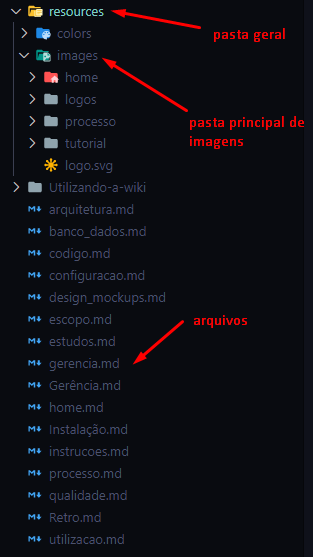 resources
pasta geral
colors
images
home
logos
pasta principal de
imagens
processo
tutorial
logo.svg
Utilizando-a-wiki
arquitetura.md
banco_dados.md
codigo.md
configuracao.md
design_mockups.md
escopo.md
arquivos
estudos.md
gerencia.md
Gerência.md
home.md
Instalação.md
instrucoes.md
processo.md
qualidade.md
Retro.md
utilizacao.md